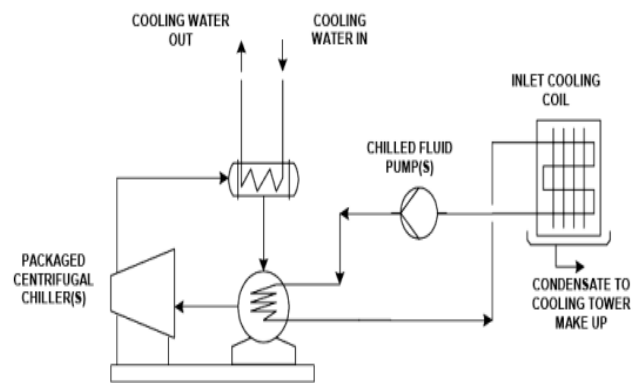 COOLING WATER
OUT
COOLING
WATER IN
INLET COOLING
COIL
CHILLED FLUID
PUMP(S)
PACKAGED
CENTRIFUGAL
CHILLER(S)
CONDENSATE TO
COOLING TOWER
MAKE UP